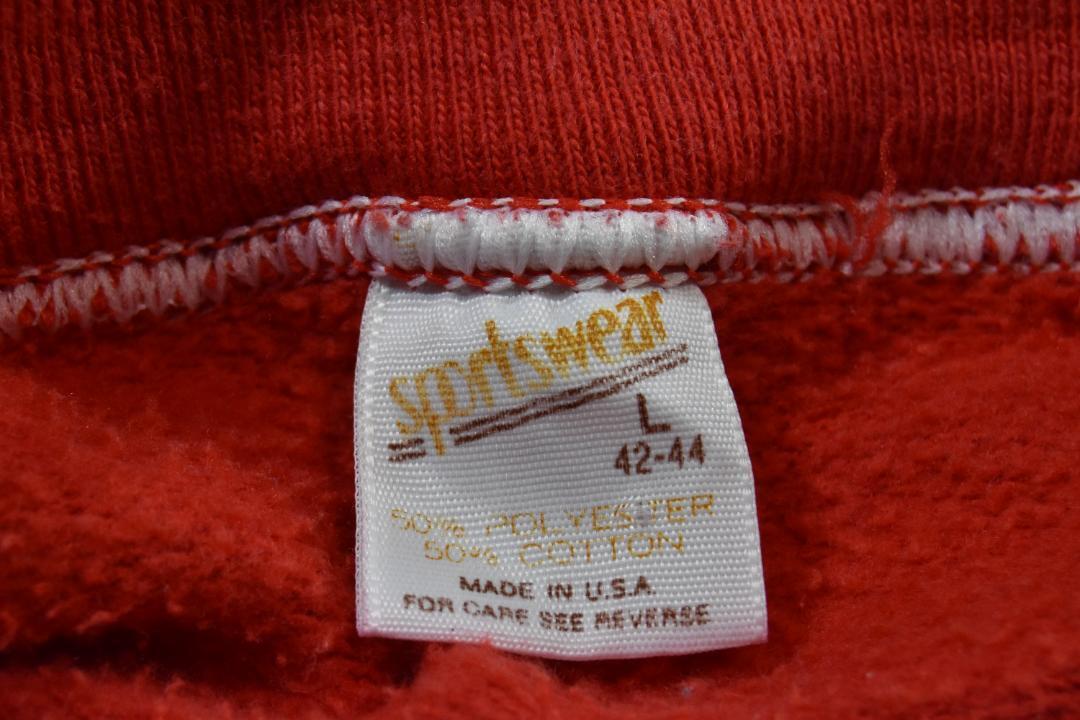 sportswear
L
42-44
50% POLYESTER
50% COTTON
MADE IN U.S.A.
FOR CARE SEE REVERSE